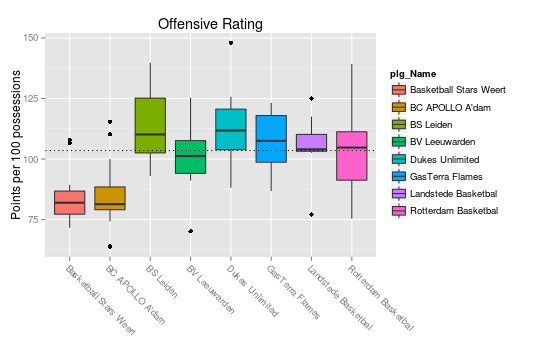 Offensive Rating
Points per 100 possessions
150
125
100
75
Basketball Stars Weert
BC APOLLO A'dam
BS Leiden
BV Leeuwarden
Dukes Unlimited
GasTerra Flames
Landstede Basketbal
Rotterdam Basketbal
plg_Name
Basketball Stars Weert
BC APOLLO A'dam
BS Leiden
BV Leeuwarden
Dukes Unlimited
GasTerra Flames
Landstede Basketbal
Rotterdam Basketbal